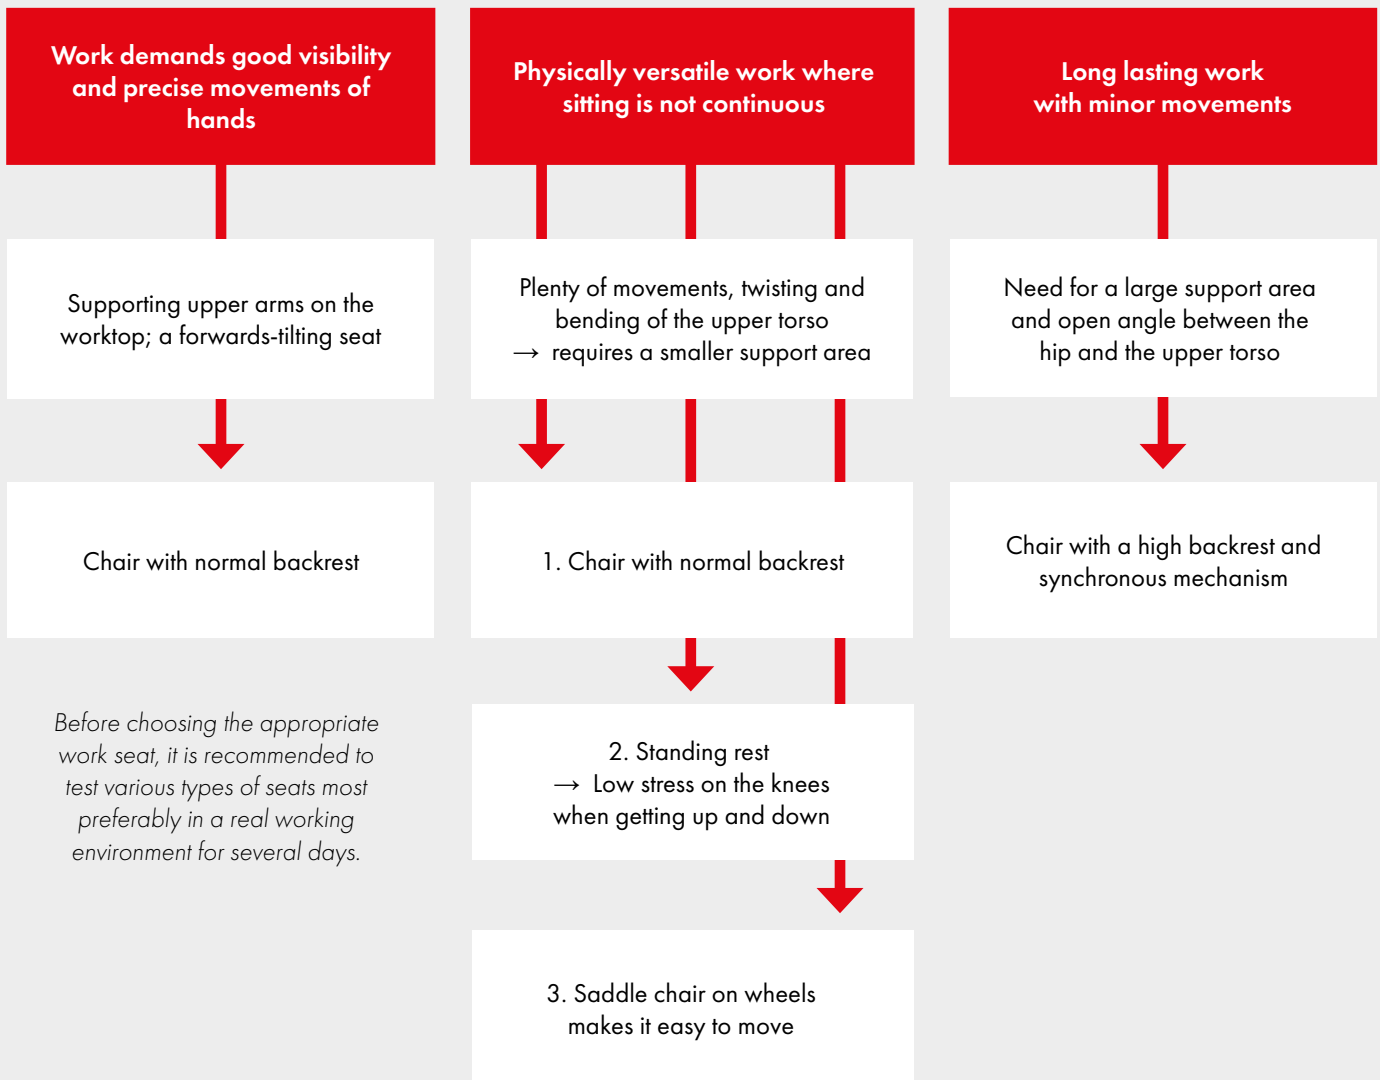 Work demands good visibility
and precise movements of
hands
Physically versatile work where
sitting is not continuous
Long lasting work
with minor movements
Supporting upper arms on the
worktop; a forwards-tilting seat
Plenty of movements, twisting and
bending of the upper torso
→ requires a smaller support area
Need for a large support area
and open angle between the
hip and the upper torso
Chair with normal backrest
1. Chair with normal backrest
Chair with a high backrest and
synchronous mechanism
Before choosing the appropriate
work seat, it is recommended to
test various types of seats most
preferably in a real working
environment for several days.
2. Standing rest
→ Low stress on the knees
when getting up and down
3. Saddle chair on wheels
makes it easy to move